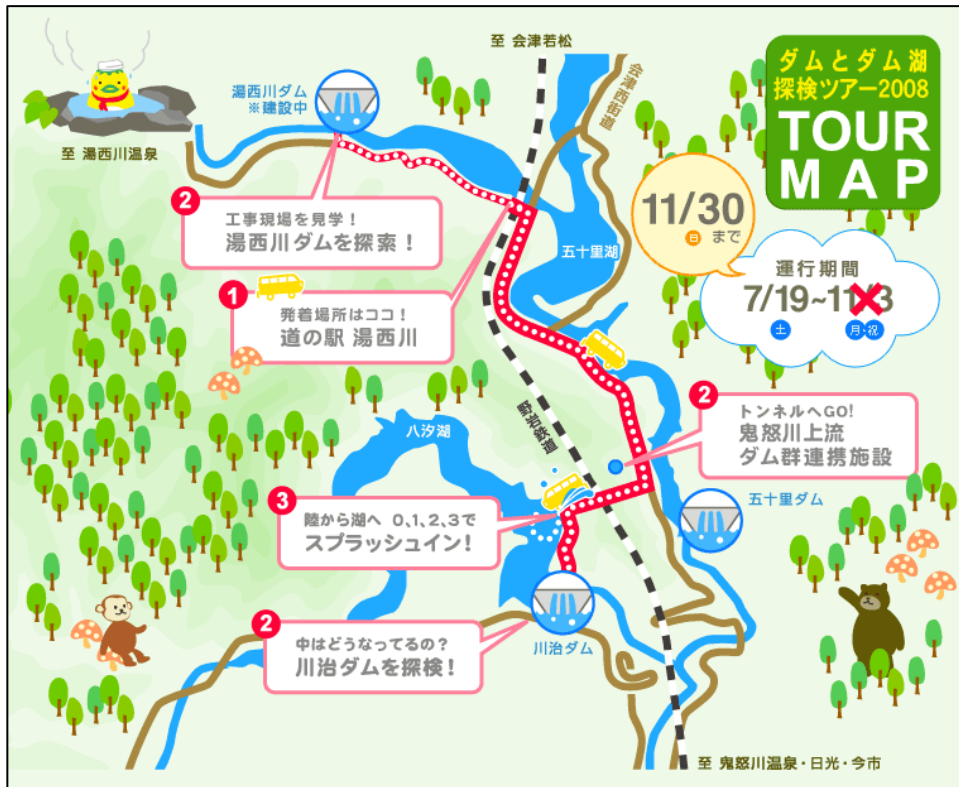 至 会津若松
ダムとダム湖
探検ツアー2008
TOUR
MAP
会津西街道
湯西川ダム
※建設中
至 湯西川温泉
11/30
日 まで
2
工事現場を見学！
湯西川ダムを探索！
五十里湖
運行期間
7/19~11/3
土
月・祝
1
発着場所はココ！
道の駅 湯西川
野岩鉄道
八汐湖
2
トンネルへGO!
鬼怒川上流
ダム群連携施設
3
陸から湖へ 0、1、2、3で
スプラッシュイン！
五十里ダム
2
中はどうなってるの？
川治ダムを探検！
川治ダム
至 鬼怒川温泉・日光・今市